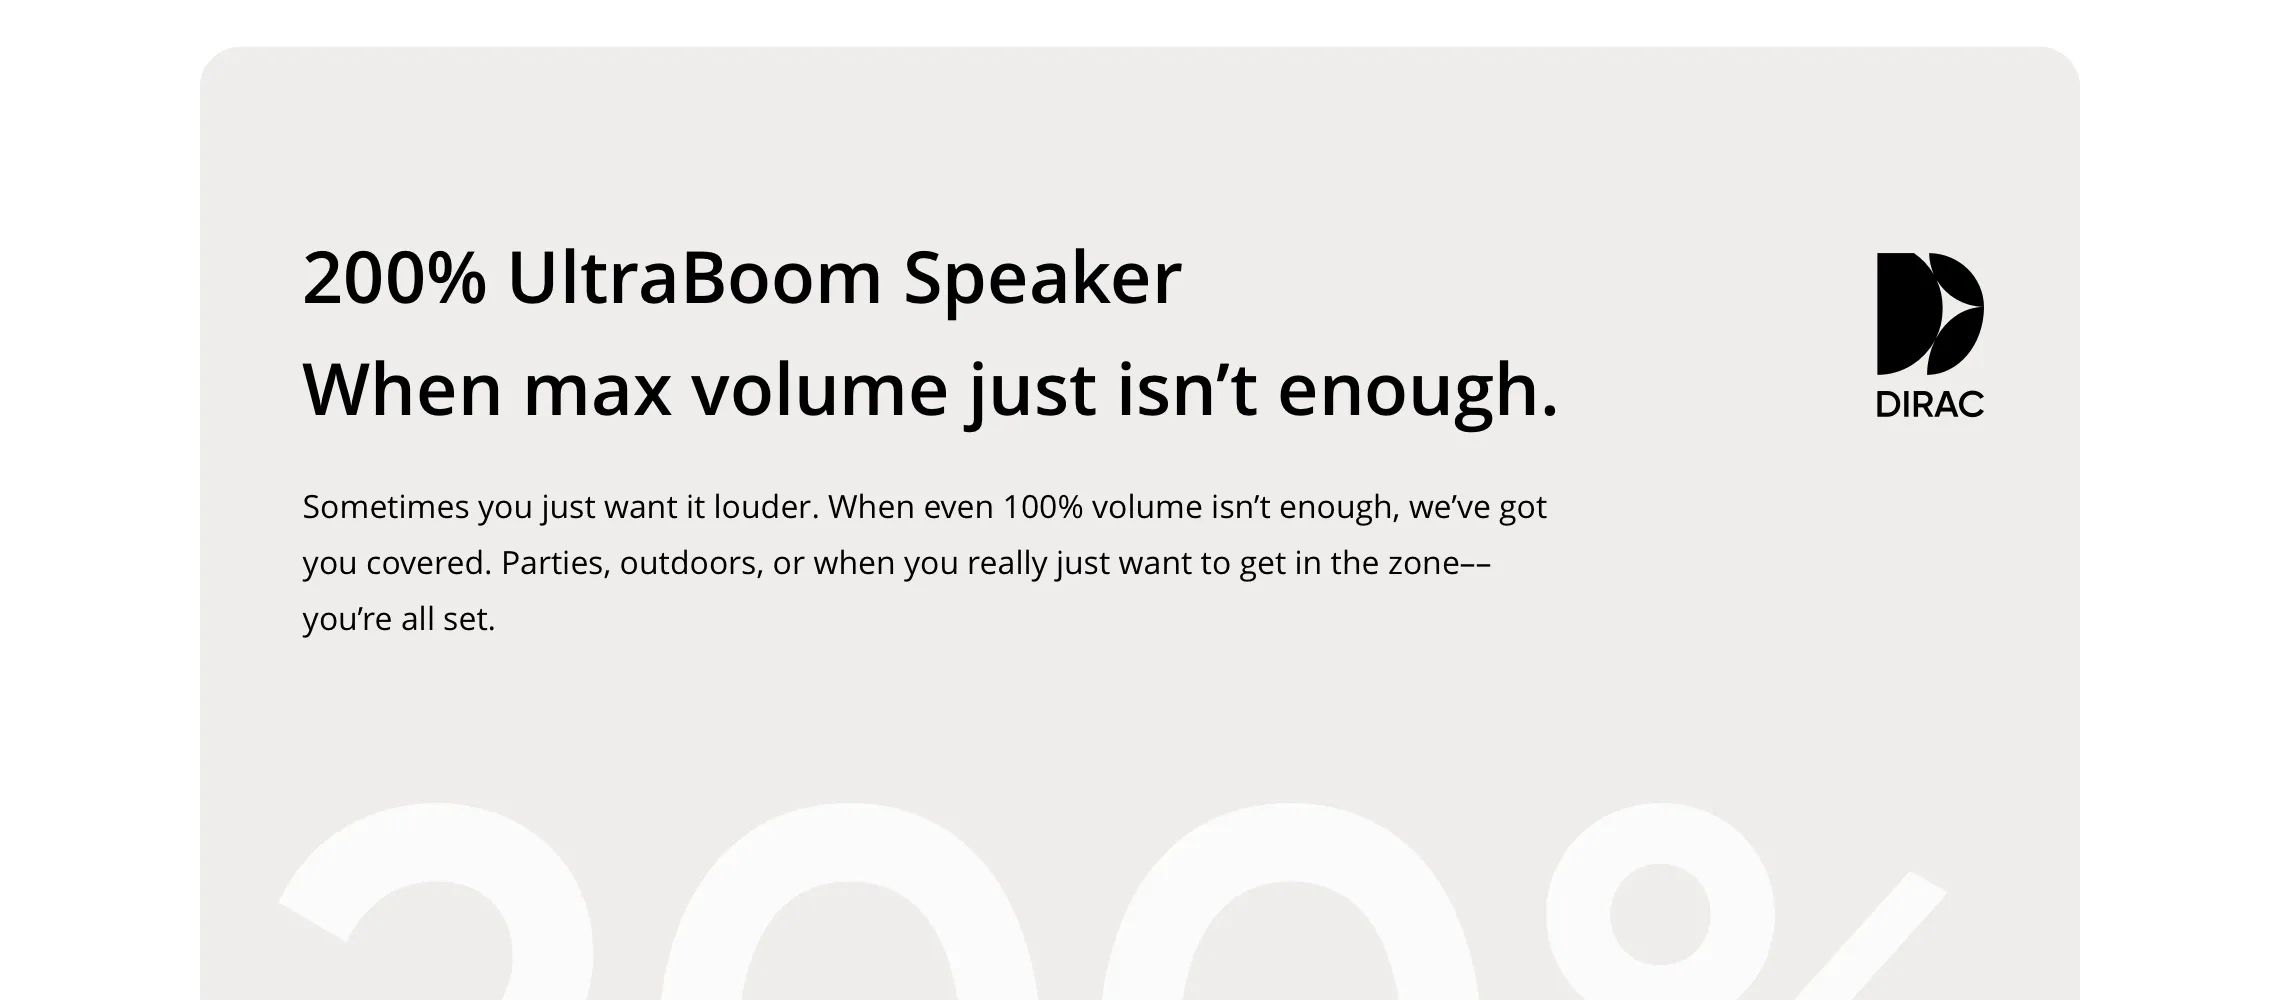 200% UltraBoom Speaker
When max volume just isn’t enough.
DIRAC
Sometimes you just want it louder. When even 100% volume isn’t enough, we’ve got
you covered. Parties, outdoors, or when you really just want to get in the zone––
you’re all set.
200%